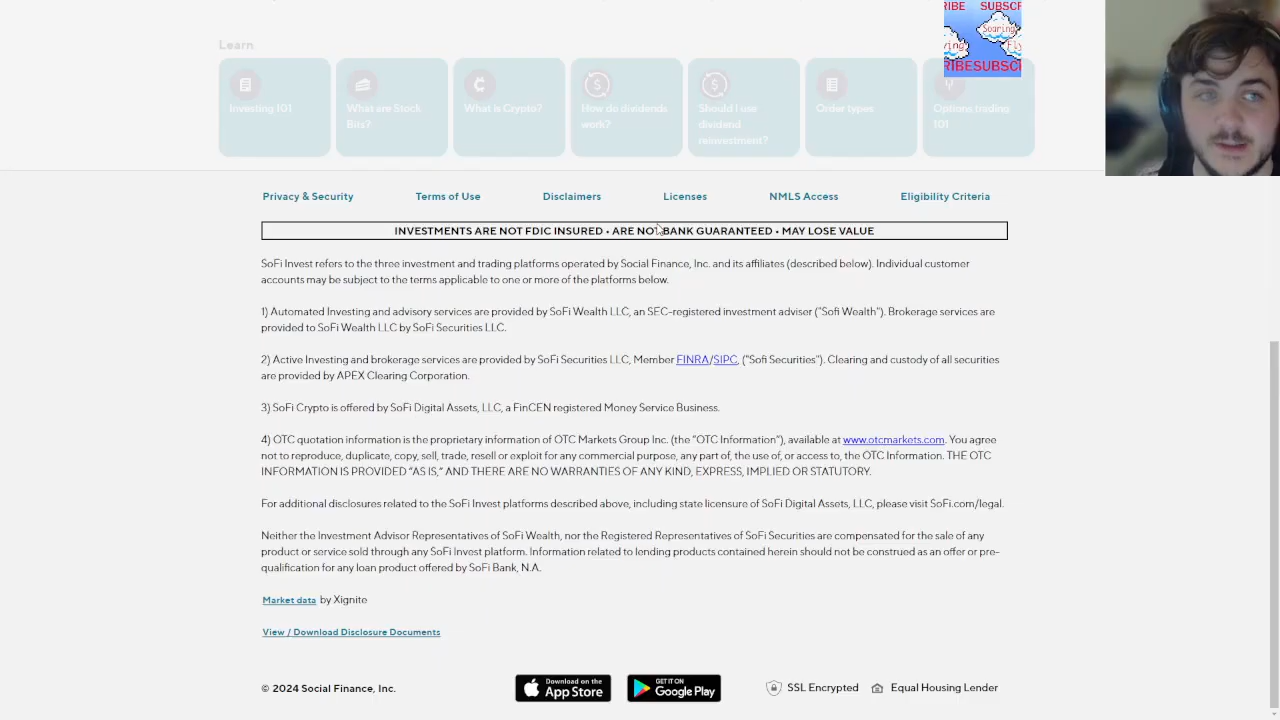 RIBE SUBSCR
Soaring
ving Fly
RIBESUBSCR
Learn
Investing 101
What are Stock
Bits?
What is Crypto?
How do dividends
work?
Should I use
dividend
reinvestment?
Order types
Options trading
101
Privacy & Security
Terms of Use
Disclaimers
Licenses
NMLS Access
Eligibility Criteria
INVESTMENTS ARE NOT FDIC INSURED • ARE NOT BANK GUARANTEED • MAY LOSE VALUE
SoFi Invest refers to the three investment and trading platforms operated by Social Finance, Inc. and its affiliates (described below). Individual customer
accounts may be subject to the terms applicable to one or more of the platforms below.
1) Automated Investing and advisory services are provided by SoFi Wealth LLC, an SEC-registered investment adviser ("Sofi Wealth"). Brokerage services are
provided to SoFi Wealth LLC by SoFi Securities LLC.
2) Active Investing and brokerage services are provided by SoFi Securities LLC, Member FINRA/SIPC, ("Sofi Securities"). Clearing and custody of all securities
are provided by APEX Clearing Corporation.
3) SoFi Crypto is offered by SoFi Digital Assets, LLC, a FinCEN registered Money Service Business.
4) OTC quotation information is the proprietary information of OTC Markets Group Inc. (the "OTC Information"), available at www.otcmarkets.com. You agree
not to reproduce, duplicate, copy, sell, trade, resell or exploit for any commercial purpose, any part of, the use of, or access to, the OTC Information. THE OTC
INFORMATION IS PROVIDED "AS IS," AND THERE ARE NO WARRANTIES OF ANY KIND, EXPRESS, IMPLIED OR STATUTORY.
For additional disclosures related to the SoFi Invest platforms described above, including state licensure of SoFi Digital Assets, LLC, please visit SoFi.com/legal.
Neither the Investment Advisor Representatives of SoFi Wealth, nor the Registered Representatives of SoFi Securities are compensated for the sale of any
product or service sold through any SoFi Invest platform. Information related to lending products contained herein should not be construed as an offer or pre-
qualification for any loan product offered by SoFi Bank, N.A.
Market data by Xignite
View / Download Disclosure Documents
© 2024 Social Finance, Inc.
Download on the
App Store
GET IT ON
Google Play
SSL Encrypted
Equal Housing Lender